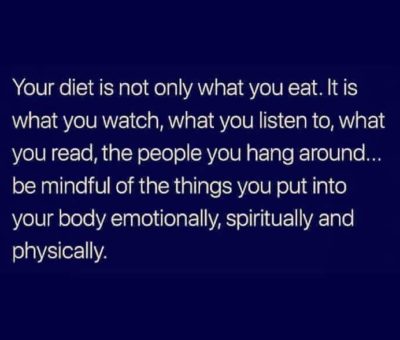 Your diet is not only what you eat. It is
what you watch, what you listen to, what
you read, the people you hang around...
be mindful of the things you put into
your body emotionally, spiritually and
physically.